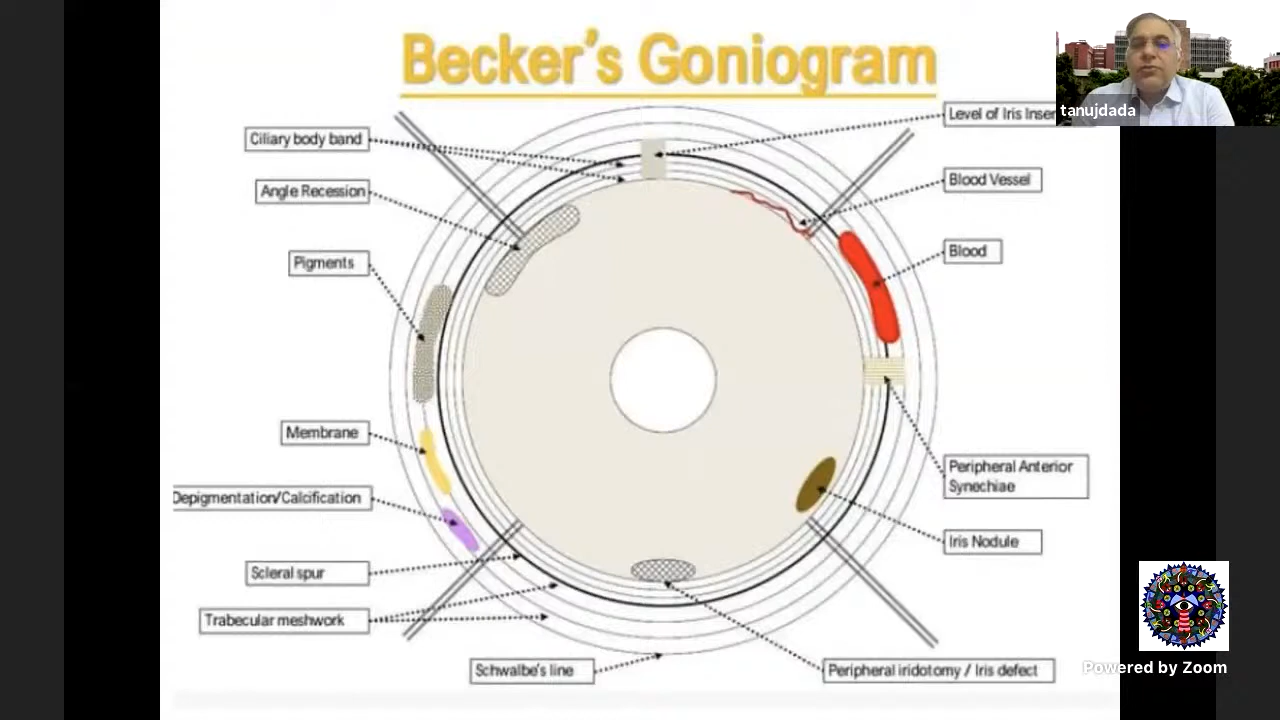 Becker's Goniogram
tanujdada
Level of Iris Inser
Ciliary body band
Angle Recession
Blood Vessel
Pigments
Blood
Membrane
Peripheral Anterior
Synechiae
Depigmentation/Calcification
Iris Nodule
Scleral spur
Trabecular meshwork
Schwalbe's line
Peripheral iridotomy / Iris defect
Powered by Zoom